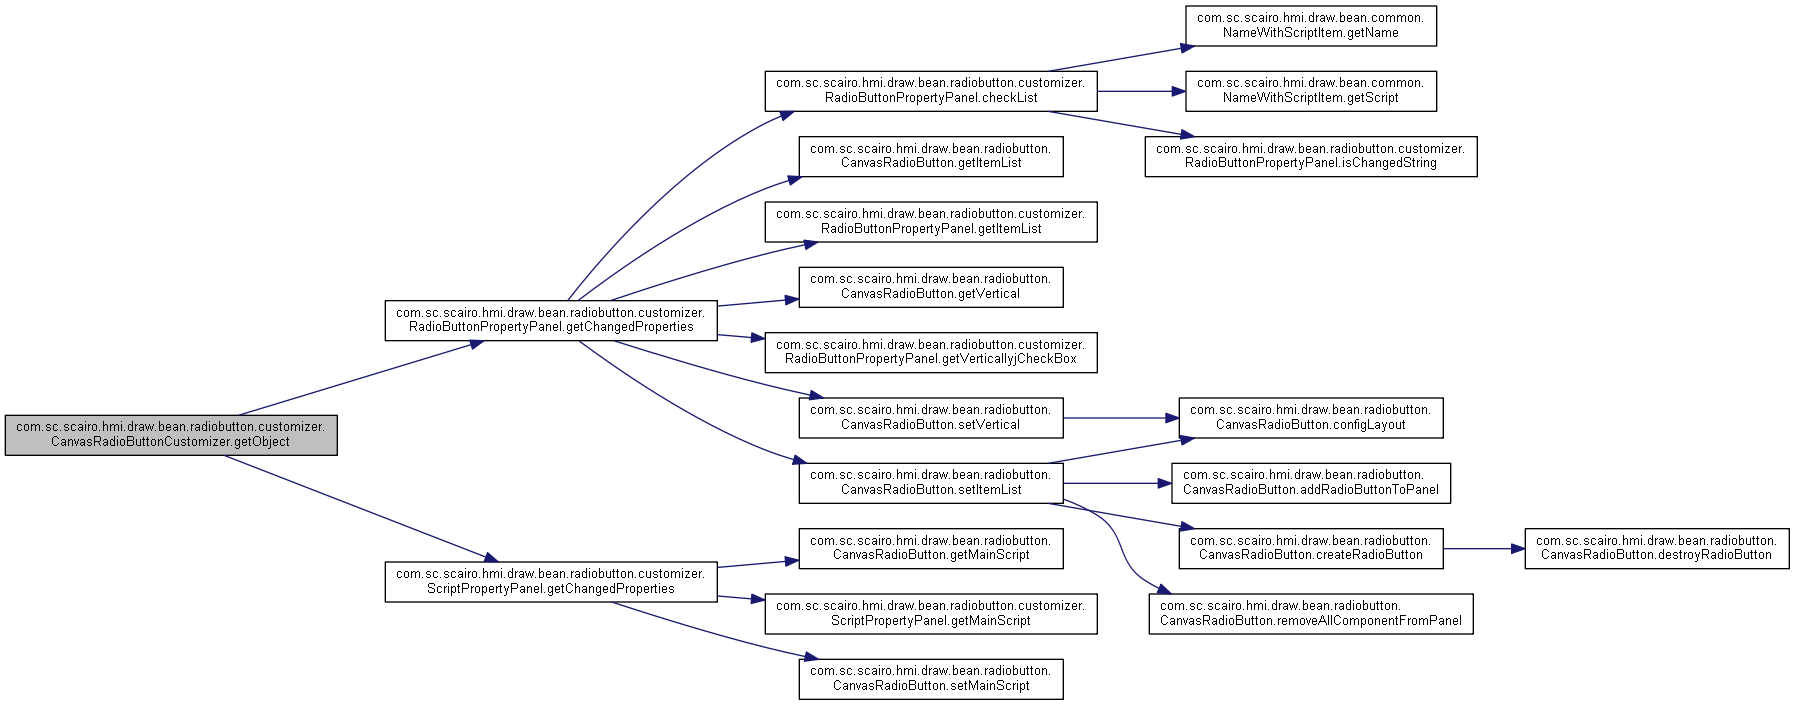 com.sc.scairo.hmi.draw.bean.common.
NameWithScriptItem.getName
com.sc.scairo.hmi.draw.bean.radiobutton.customizer.
RadioButtonPropertyPanel.checkList
com.sc.scairo.hmi.draw.bean.common.
NameWithScriptItem.getScript
com.sc.scairo.hmi.draw.bean.radiobutton.
CanvasRadioButton.getItemList
com.sc.scairo.hmi.draw.bean.radiobutton.customizer.
RadioButtonPropertyPanel.isChangedString
com.sc.scairo.hmi.draw.bean.radiobutton.customizer.
RadioButtonPropertyPanel.getItemList
com.sc.scairo.hmi.draw.bean.radiobutton.
CanvasRadioButton.getVertical
com.sc.scairo.hmi.draw.bean.radiobutton.customizer.
RadioButtonPropertyPanel.getChangedProperties
com.sc.scairo.hmi.draw.bean.radiobutton.customizer.
RadioButtonPropertyPanel.getVerticallyjCheckBox
com.sc.scairo.hmi.draw.bean.radiobutton.customizer.
CanvasRadioButtonCustomizer.getObject
com.sc.scairo.hmi.draw.bean.radiobutton.
CanvasRadioButton.setVertical
com.sc.scairo.hmi.draw.bean.radiobutton.
CanvasRadioButton.configLayout
com.sc.scairo.hmi.draw.bean.radiobutton.
CanvasRadioButton.setItemList
com.sc.scairo.hmi.draw.bean.radiobutton.
CanvasRadioButton.addRadioButtonToPanel
com.sc.scairo.hmi.draw.bean.radiobutton.
CanvasRadioButton.getMainScript
com.sc.scairo.hmi.draw.bean.radiobutton.
CanvasRadioButton.createRadioButton
com.sc.scairo.hmi.draw.bean.radiobutton.
CanvasRadioButton.destroyRadioButton
com.sc.scairo.hmi.draw.bean.radiobutton.customizer.
ScriptPropertyPanel.getChangedProperties
com.sc.scairo.hmi.draw.bean.radiobutton.customizer.
ScriptPropertyPanel.getMainScript
com.sc.scairo.hmi.draw.bean.radiobutton.
CanvasRadioButton.removeAllComponentFromPanel
com.sc.scairo.hmi.draw.bean.radiobutton.
CanvasRadioButton.setMainScript